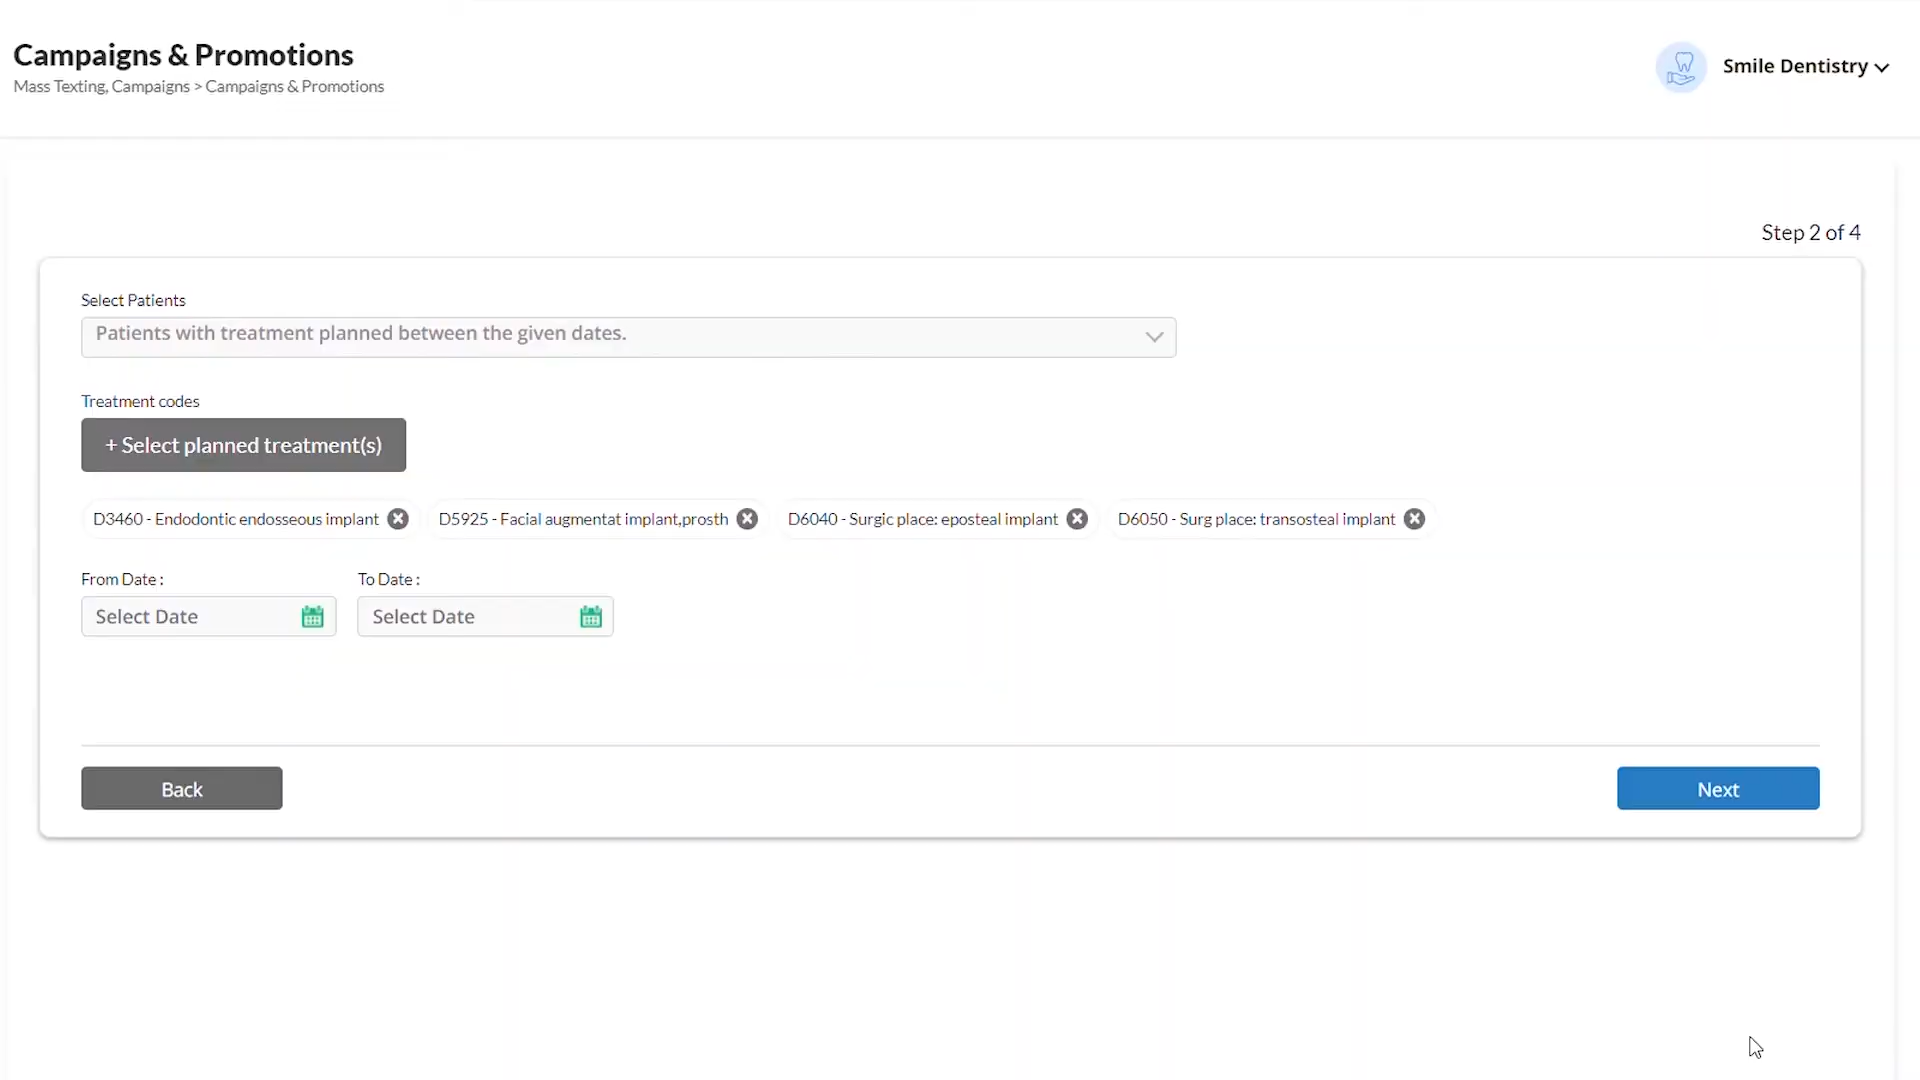 Campaigns & Promotions
Mass Texting, Campaigns > Campaigns & Promotions
Smile Dentistry
Step 2 of 4
Select Patients
Patients with treatment planned between the given dates.
Treatment codes
+ Select planned treatment(s)
D3460 - Endodontic endosseous implant
D5925 - Facial augmentat implant,prosth
D6040 - Surgic place: eposteal implant
D6050 - Surg place: transosteal implant
From Date :
To Date :
Select Date
Select Date
Back
Next